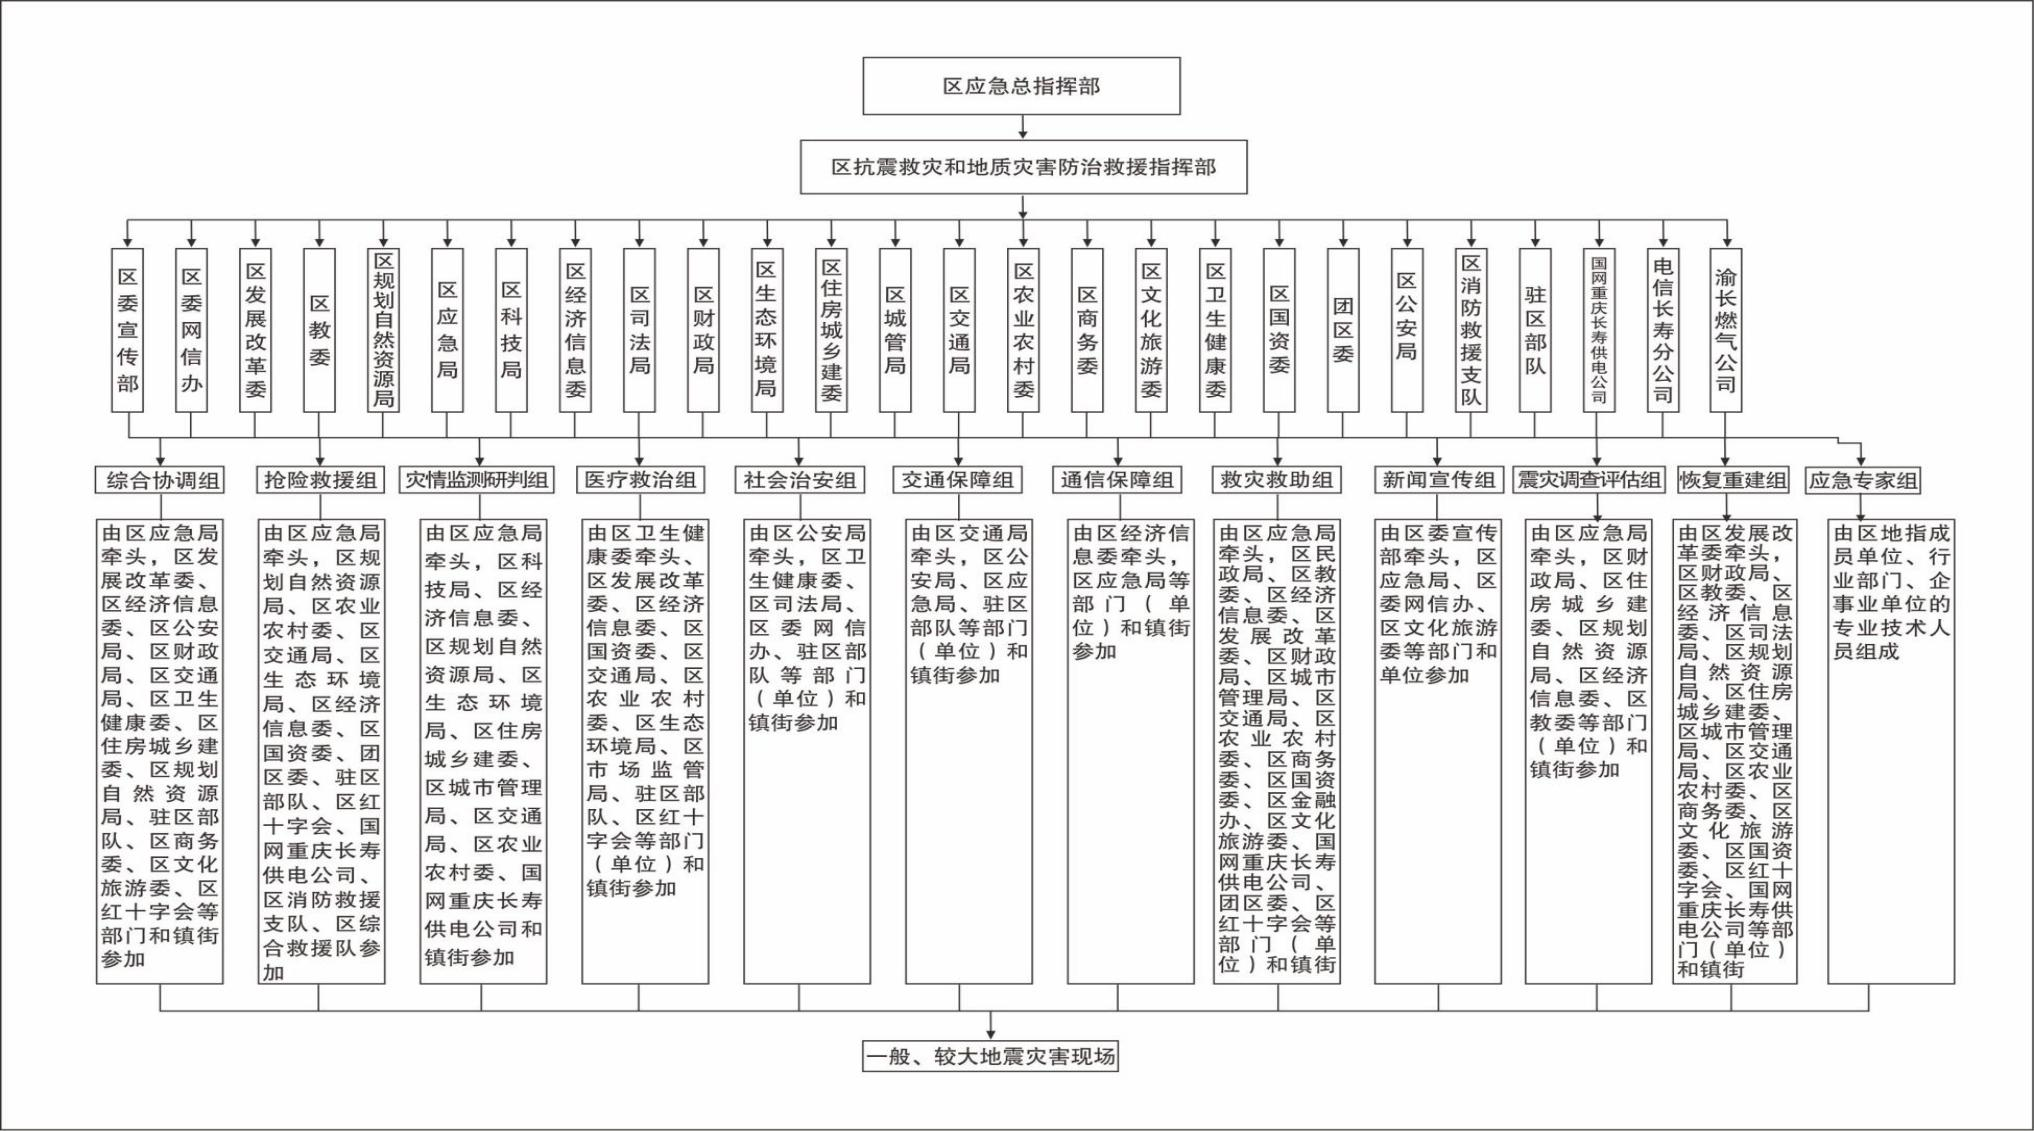 区应急总指挥部
区抗震救灾和地质灾害防治救援指挥部
区委宣传部
区委网信办
区发展改革委
区教委
区规划自然资源局
区应急局
区科技局
区经济信息委
区司法局
区财政局
区生态环境局
区住房城乡建委
区城管局
区交通局
区农业农村委
区商务委
区文化旅游委
区卫生健康委
区国资委
团区委
区公安局
区消防救援支队
驻区部队
国网重庆长寿供电公司
电信长寿分公司
渝长燃气公司
综合协调组
抢险救援组
灾情监测研判组
医疗救治组
社会治安组
交通保障组
通信保障组
救灾救助组
新闻宣传组
震灾调查评估组
恢复重建组
应急专家组
由区应急局
牵头，区发
展改革委、
区经济信息
委、区公安
局、区财政
局、区交通
局、区卫生
健康委、区
住房城乡建
委、区规划
自然资源
局、驻区部
队、区商务
委、区文化
旅游委、区
红十字会等
部门和镇街
参加
由区应急局
牵头，区规
划自然资源
局、区农业
农村委、区
交通局、区
生态环境
局、区经济
信息委、区
国资委、团
区委、驻区
部队、区红
十字会、国
网重庆长寿
供电公司、
区消防救援
支队、区综
合救援队参
加
由区应急局
牵头，区科
技局、区经
济信息委、
区规划自然
资源局、区
生态环境
局、区住房
城乡建委、
区城市管理
局、区交通
局、区农业
农村委、国
网重庆长寿
供电公司和
镇街参加
由区卫生健
康委牵头、
区发展改革
委、区经济
信息委、区
国资委、区
交通局、区
农业农村
委、区生态
环境局、区
市场监管
局、驻区部
队、区红十
字会等部门
（单位）和
镇街参加
由区公安局
牵头，区卫
生健康委、
区司法局、
区委网信
办、驻区部
队等部门
（单位）和
镇街参加
由区交通局
牵头，区公
安局、区应
急局、驻区
部队等部门
（单位）和
镇街参加
由区经济信
息委牵头，
区应急局等
部门（单
位）和镇街
参加
由区应急局
牵头，区民
政局、区教
委、区经济
信息委、区
发展改革
委、区财政
局、区城市
管理局、区
交通局、区
农业农村
委、区商务
委、区国资
委、区金融
办、区文化
旅游委、国
网重庆长寿
供电公司、
团区委、区
红十字会等
部门（单
位）和镇街
由区委宣传
部牵头，区
应急局、区
委网信办、
区文化旅游
委等部门和
单位参加
由区应急局
牵头，区财
政局、区住
房城乡建
委、区规划
自然资源
局、区经济
信息委、区
教委等部门
（单位）和
镇街参加
由区发展改
革委牵头，
区财政局、
区教委、区
经济信息
委、区司法
局、区规划
自然资源
局、区住房
城乡建委、
区城市管理
局、区交通
局、区农业
农村委、区
商务委、区
文化旅游
委、区国资
委、区红十
字会、国网
重庆长寿供
电公司等部
门（单位）
和镇街
由区地指成
员单位、行
业部门、企
事业单位的
专业技术人
员组成
一般、较大地震灾害现场